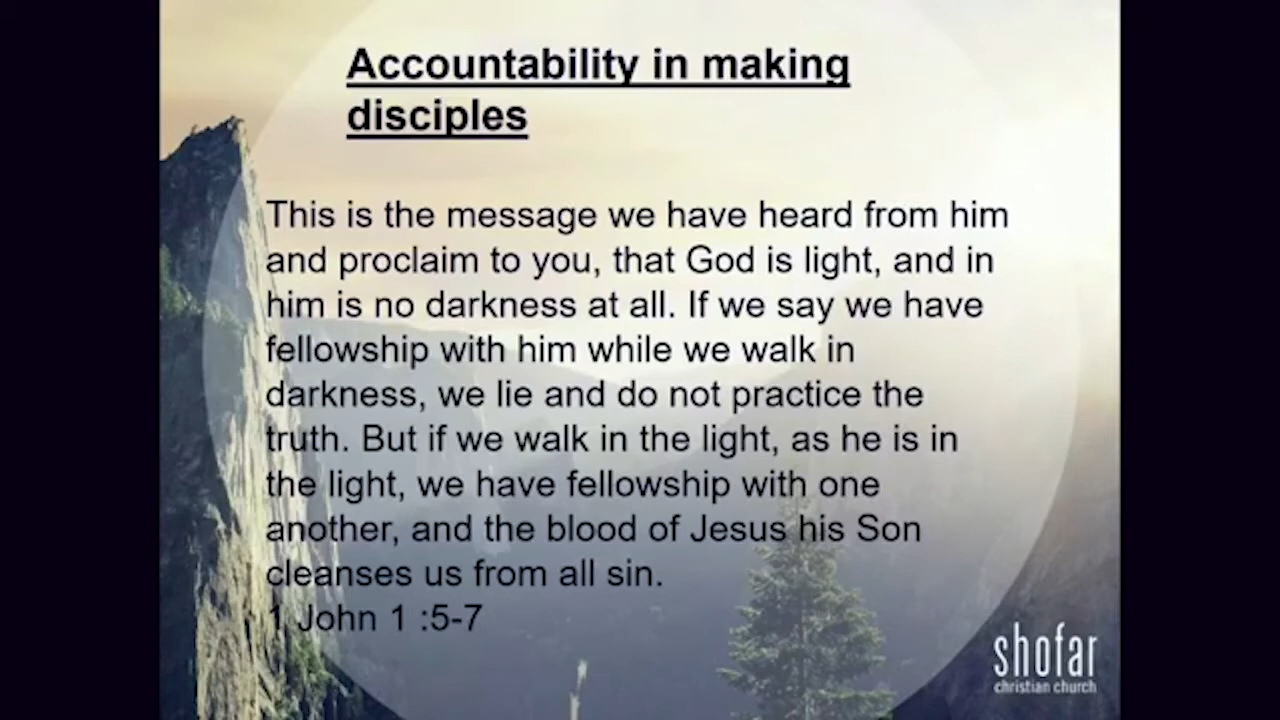 Accountability in making
disciples
This is the message we have heard from him
and proclaim to you, that God is light, and in
him is no darkness at all. If we say we have
fellowship with him while we walk in
darkness, we lie and do not practice the
truth. But if we walk in the light, as he is in
the light, we have fellowship with one
another, and the blood of Jesus his Son
cleanses us from all sin.
1 John 1 :5-7
shofar
christian church